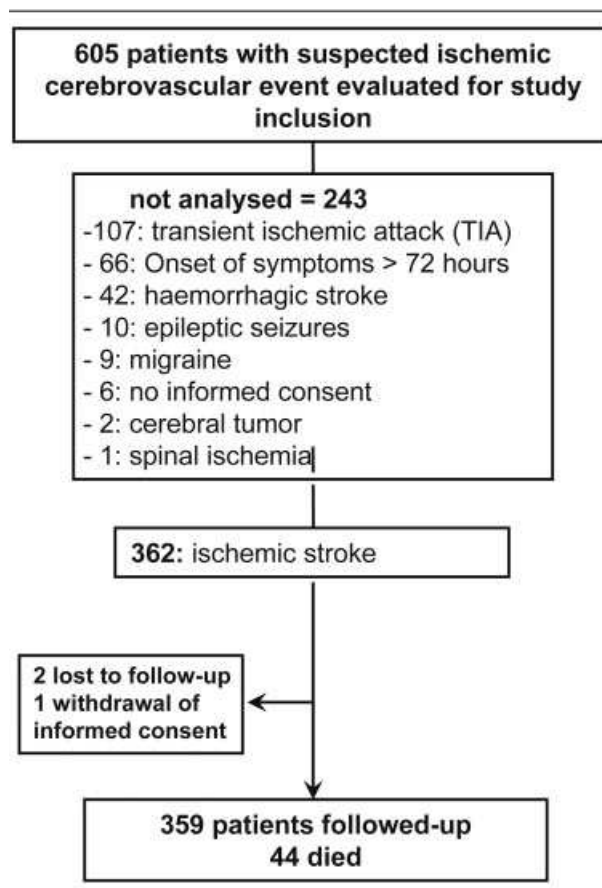 605 patients with suspected ischemic
cerebrovascular event evaluated for study
inclusion
not analysed = 243
-107: transient ischemic attack (TIA)
- 66: Onset of symptoms > 72 hours
- 42: haemorrhagic stroke
- 10: epileptic seizures
- 9: migraine
- 6: no informed consent
- 2: cerebral tumor
- 1: spinal ischemia
362: ischemic stroke
2 lost to follow-up
1 withdrawal of
informed consent
359 patients followed-up
44 died